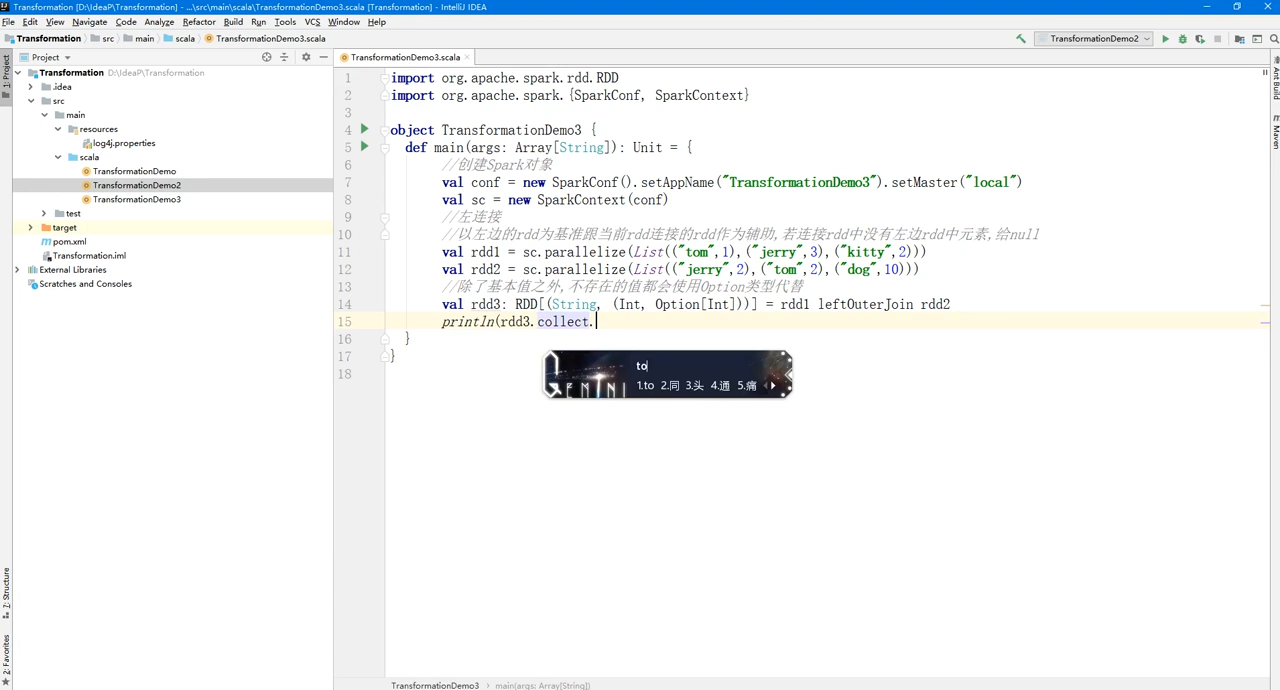 Transformation [D:\IdeaP\Transformation] - ...\src\main\scala\TransformationDemo3.scala [Transformation] - IntelliJ IDEA
File Edit View Navigate Code Analyze Refactor Build Run Tools VCS Window Help
Transformation src main scala TransformationDemo3.scala
TransformationDemo2
1: Project
Project
TransformationDemo3.scala
Transformation D:\IdeaP\Transformation
.idea
src
main
resources
log4j.properties
scala
TransformationDemo
TransformationDemo2
TransformationDemo3
test
target
pom.xml
Transformation.iml
External Libraries
Scratches and Consoles
1 import org.apache.spark.rdd.RDD
2 import org.apache.spark.{SparkConf, SparkContext}
3
4 object TransformationDemo3 {
5 def main(args: Array[String]): Unit = {
6 //创建Spark对象
7 val conf = new SparkConf().setAppName("TransformationDemo3").setMaster("local")
8 val sc = new SparkContext(conf)
9 //左连接
10 //以左边的rdd为基准跟当前rdd连接的rdd作为辅助,若连接rdd中没有左边rdd中元素,给null
11 val rdd1 = sc.parallelize(List(("tom",1),("jerry",3),("kitty",2)))
12 val rdd2 = sc.parallelize(List(("jerry",2),("tom",2),("dog",10)))
13 //除了基本值之外,不存在的值都会使用Option类型代替
14 val rdd3: RDD[(String, (Int, Option[Int]))] = rdd1 leftOuterJoin rdd2
15 println(rdd3.collect.
16 }
17 }
18
to
1.to 2.同 3.头 4.通 5.痛
GEMINI
Ant Build
Maven
7: Structure
2: Favorites
TransformationDemo3 › main(args: Array[String])